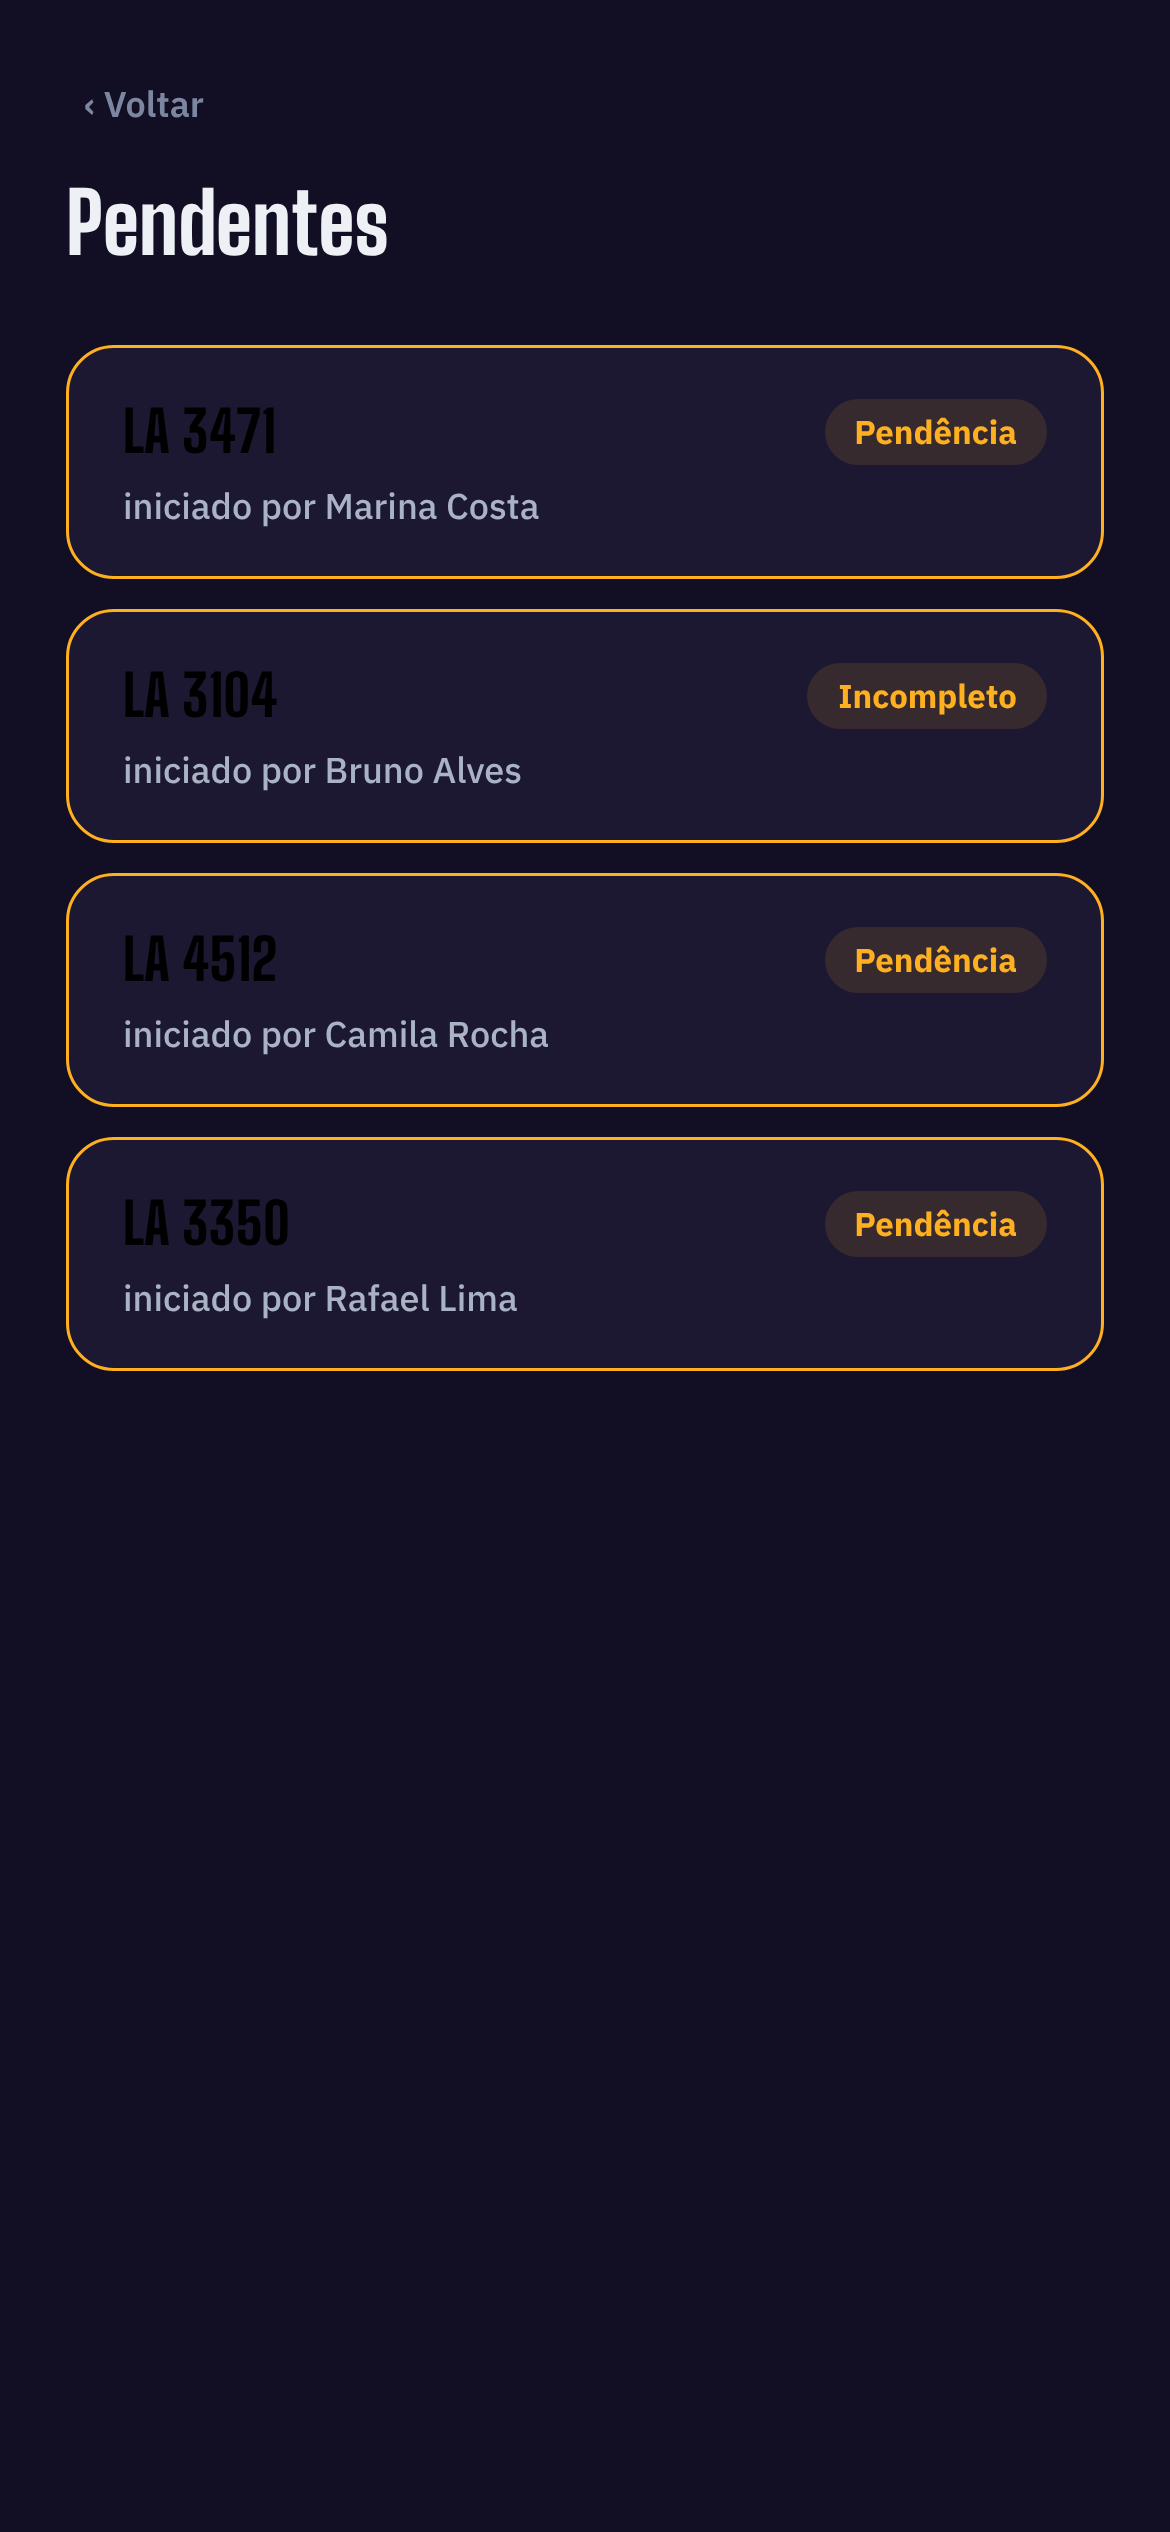 ‹ Voltar
Pendentes
LA 3471
Pendência
iniciado por Marina Costa
LA 3104
Incompleto
iniciado por Bruno Alves
LA 4512
Pendência
iniciado por Camila Rocha
LA 3350
Pendência
iniciado por Rafael Lima